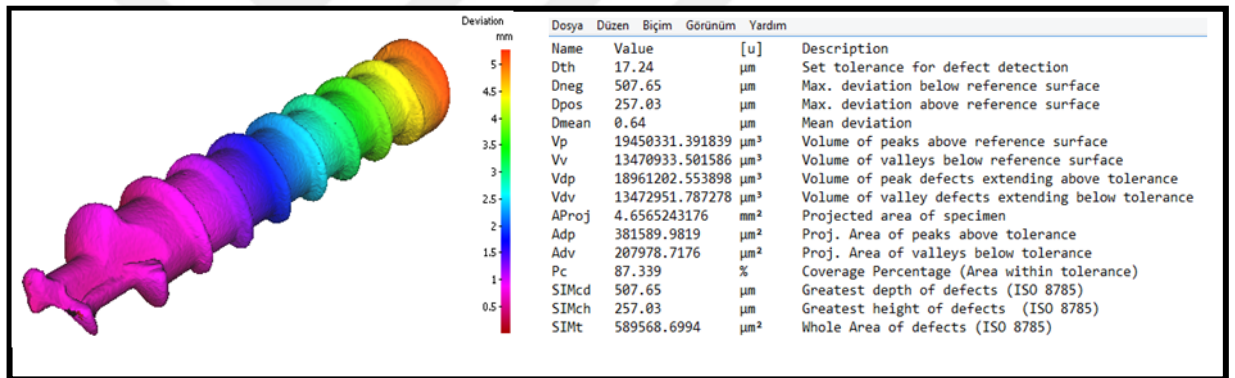 Deviation
mm
5
4.5
4
3.5
3
2.5
2
1.5
1
0.5
Dosya Düzen Biçim Görünüm Yardım
Name Value [u] Description
Dth 17.24 μm Set tolerance for defect detection
Dneg 507.65 μm Max. deviation below reference surface
Dpos 257.03 μm Max. deviation above reference surface
Dmean 0.64 μm Mean deviation
Vp 19450331.391839 μm³ Volume of peaks above reference surface
Vv 13470933.501586 μm³ Volume of valleys below reference surface
Vdp 18961202.553898 μm³ Volume of peak defects extending above tolerance
Vdv 13472951.787278 μm³ Volume of valley defects extending below tolerance
AProj 4.6565243176 mm² Projected area of specimen
Adp 381589.9819 μm² Proj. Area of peaks above tolerance
Adv 207978.7176 μm² Proj. Area of valleys below tolerance
Pc 87.339 % Coverage Percentage (Area within tolerance)
SIMcd 507.65 μm Greatest depth of defects (ISO 8785)
SIMch 257.03 μm Greatest height of defects (ISO 8785)
SIMt 589568.6994 μm² Whole Area of defects (ISO 8785)